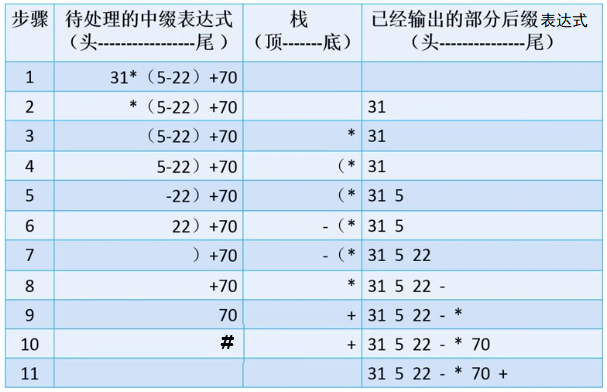 步骤 待处理的中缀表达式 栈 已经输出的部分后缀表达式
（头-----------------尾 ） （顶-------底） （头---------------尾）
1 31*（5-22）+70
2 *（5-22）+70 31
3 （5-22）+70 * 31
4 5-22）+70 （* 31
5 -22）+70 （* 31 5
6 22）+70 -（* 31 5
7 ）+70 -（* 31 5 22
8 +70 * 31 5 22 -
9 70 + 31 5 22 - *
10 # + 31 5 22 - * 70
11 31 5 22 - * 70 +